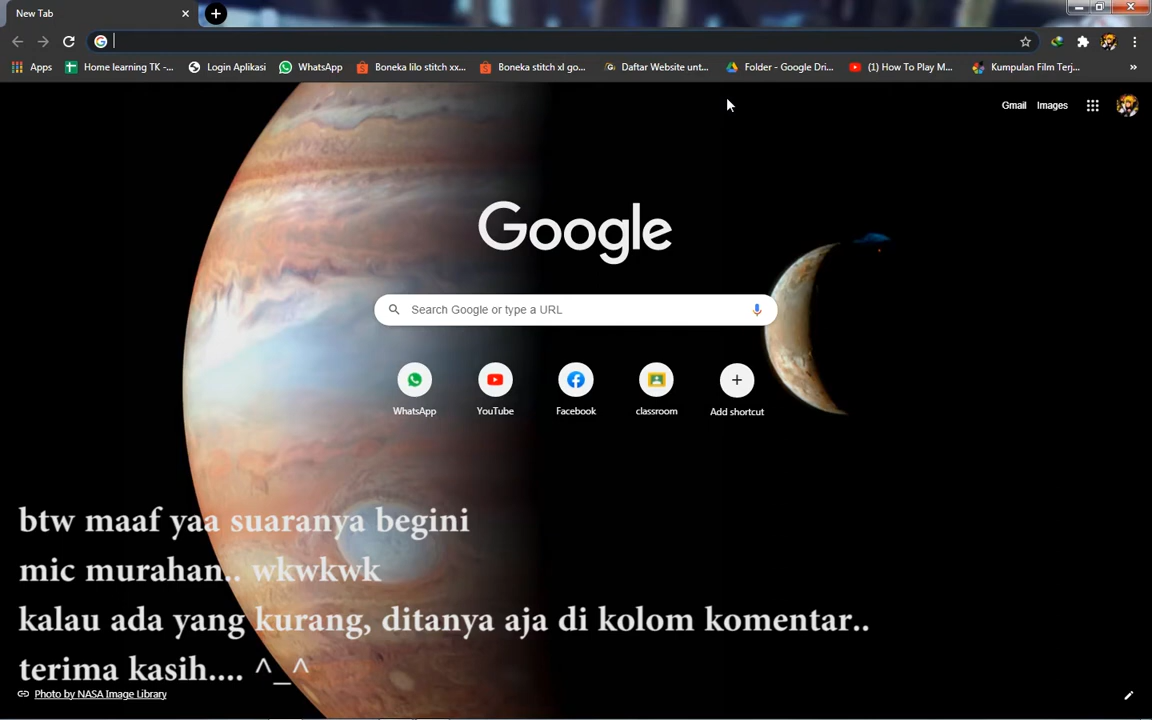 New Tab
Apps
Home learning TK -...
Login Aplikasi
WhatsApp
Boneka lilo stitch xx...
Boneka stitch xl go...
Daftar Website unt...
Folder - Google Dri...
(1) How To Play M...
Kumpulan Film Terj...
Gmail
Images
Google
Search Google or type a URL
WhatsApp
YouTube
Facebook
classroom
Add shortcut
btw maaf yaa suaranya begini
mic murahan.. wkwkwk
kalau ada yang kurang, ditanya aja di kolom komentar..
terima kasih.... ^_^
Photo by NASA Image Library